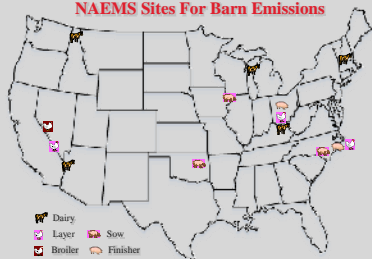 NAEMS Sites For Barn Emissions
Dairy
Layer Sow
Broiler Finisher